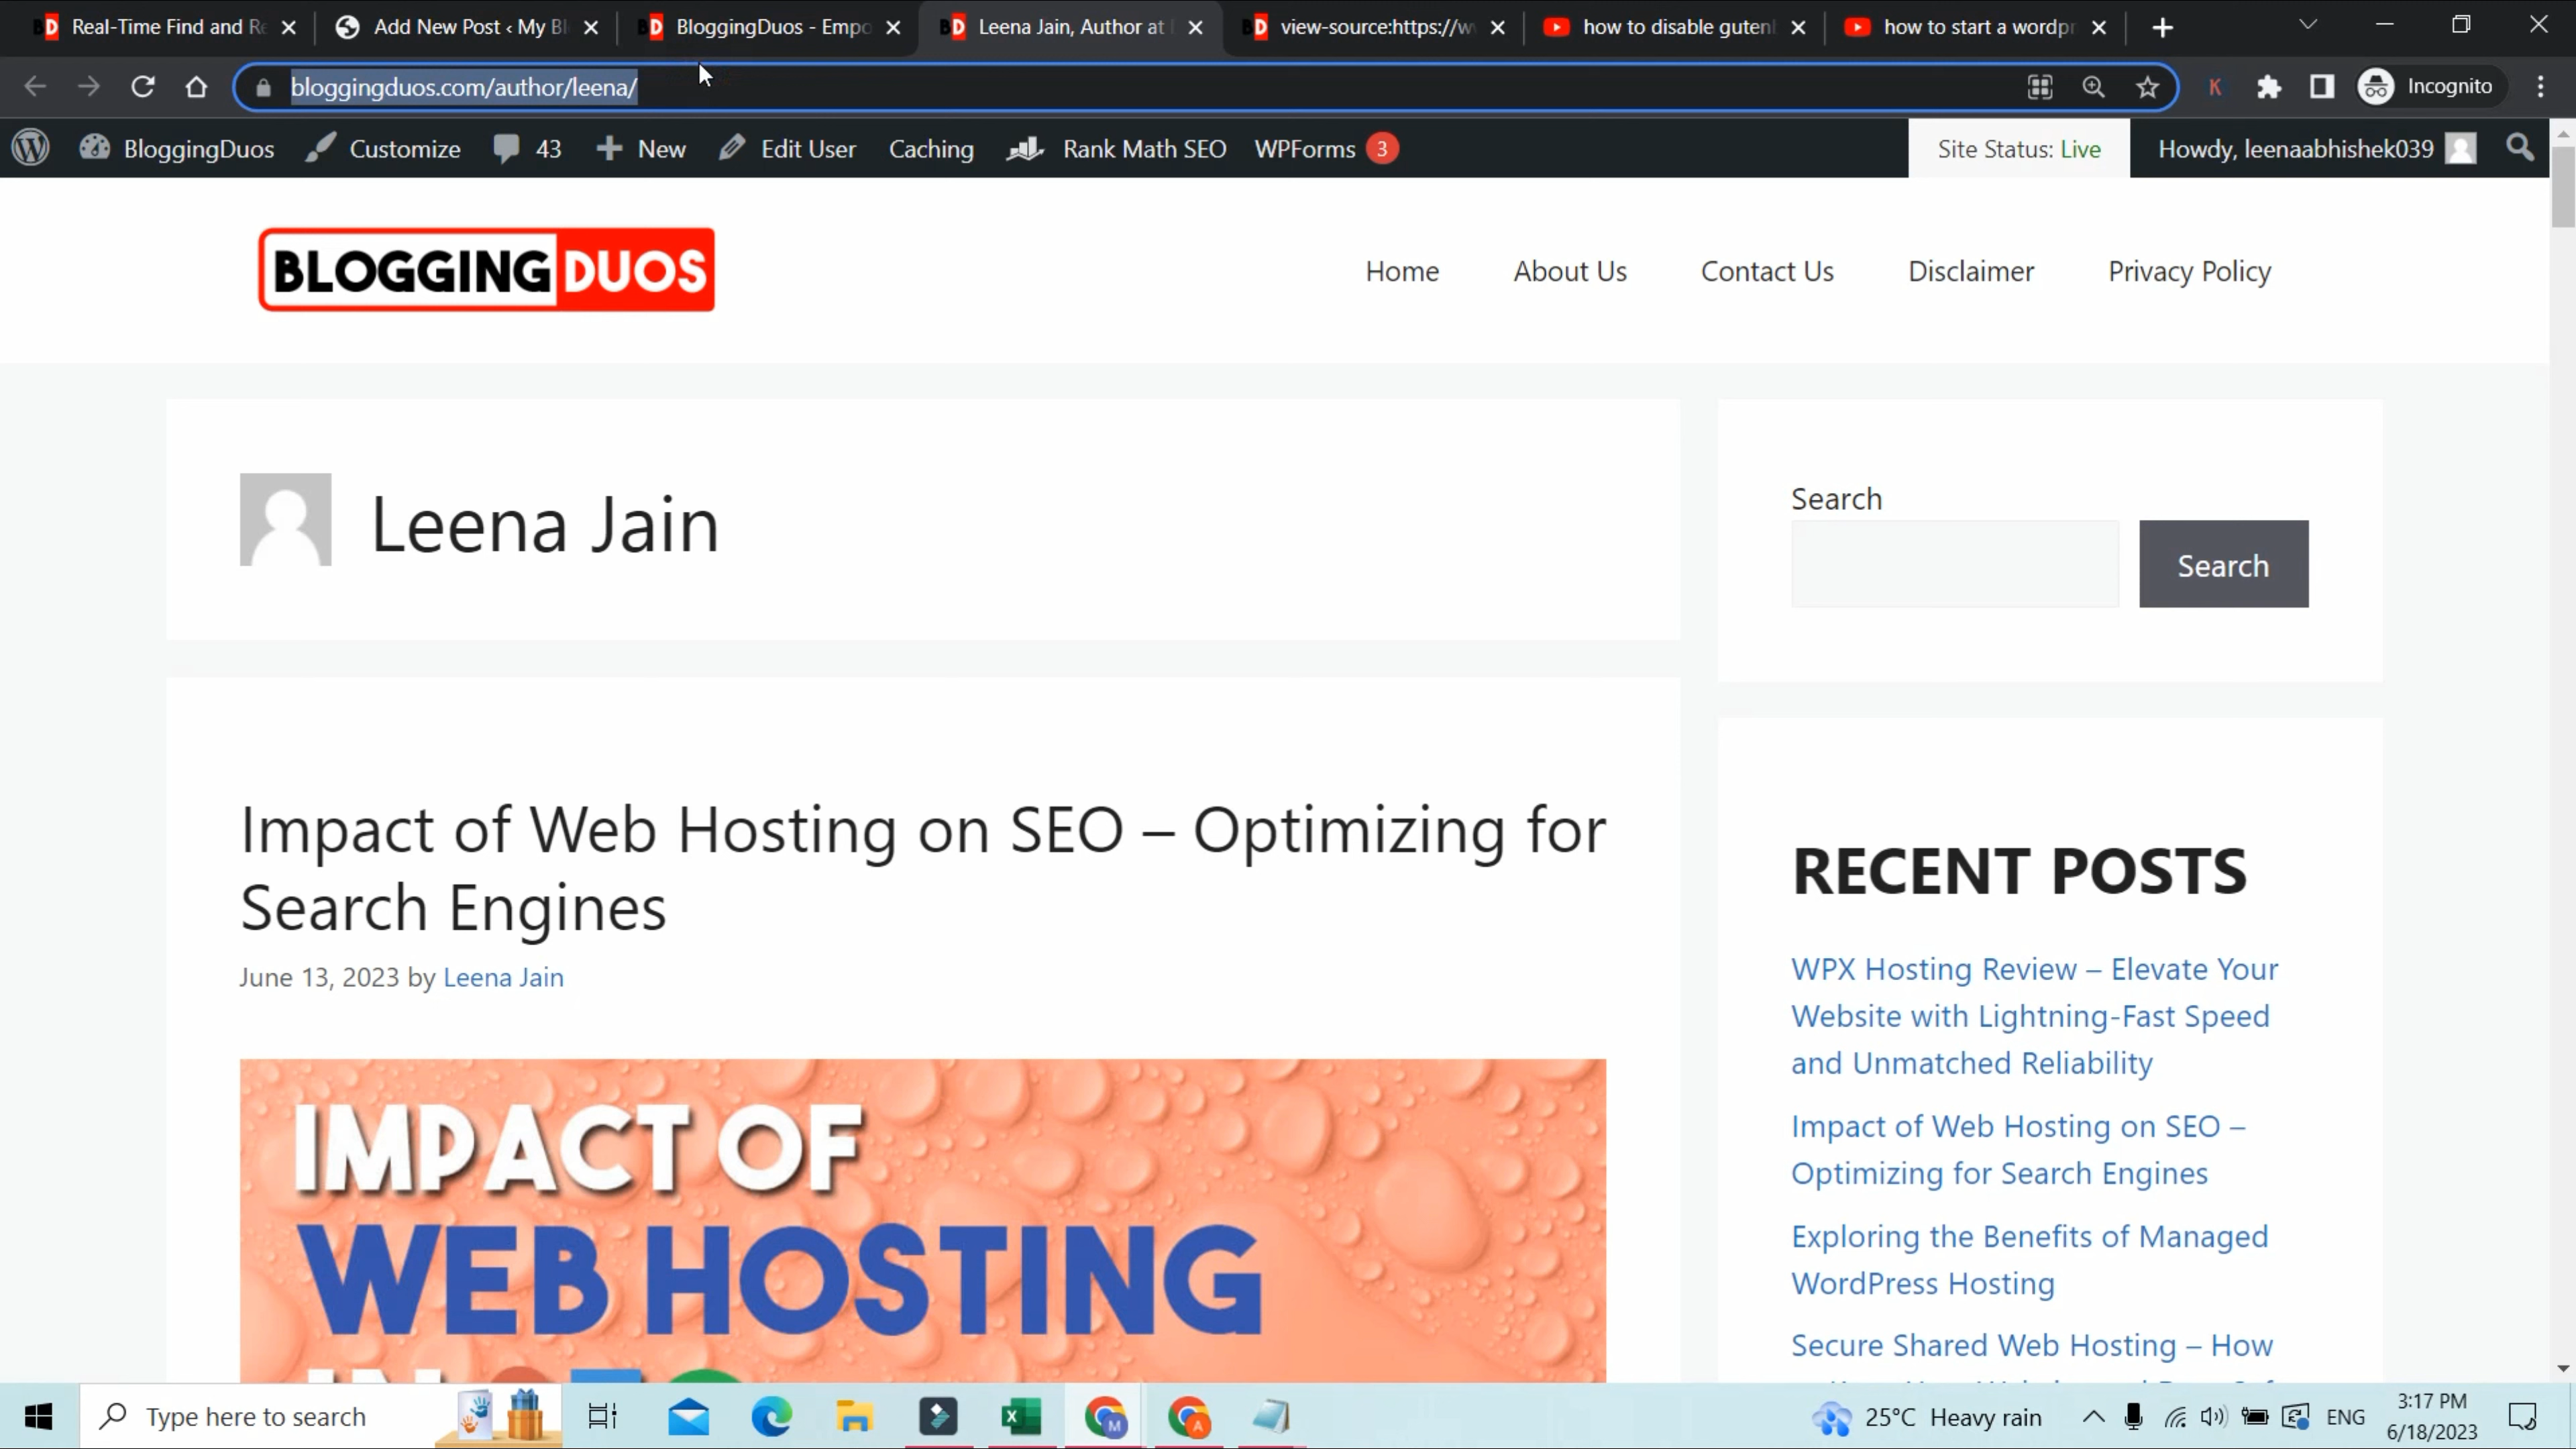 Real-Time Find and Re
Add New Post ‹ My Bl
BloggingDuos - Empo
Leena Jain, Author at
view-source:https://w
how to disable guten
how to start a wordpr
bloggingduos.com/author/leena/
K
Incognito
BloggingDuos
Customize
43
New
Edit User
Caching
Rank Math SEO
WPForms 3
Site Status: Live
Howdy, leenaabhishek039
BLOGGING DUOS
Home
About Us
Contact Us
Disclaimer
Privacy Policy
Leena Jain
Search
Search
Impact of Web Hosting on SEO – Optimizing for
Search Engines
June 13, 2023 by Leena Jain
IMPACT OF
WEB HOSTING
RECENT POSTS
WPX Hosting Review – Elevate Your
Website with Lightning-Fast Speed
and Unmatched Reliability
Impact of Web Hosting on SEO –
Optimizing for Search Engines
Exploring the Benefits of Managed
WordPress Hosting
Secure Shared Web Hosting – How
Type here to search
25°C Heavy rain
ENG
3:17 PM
6/18/2023